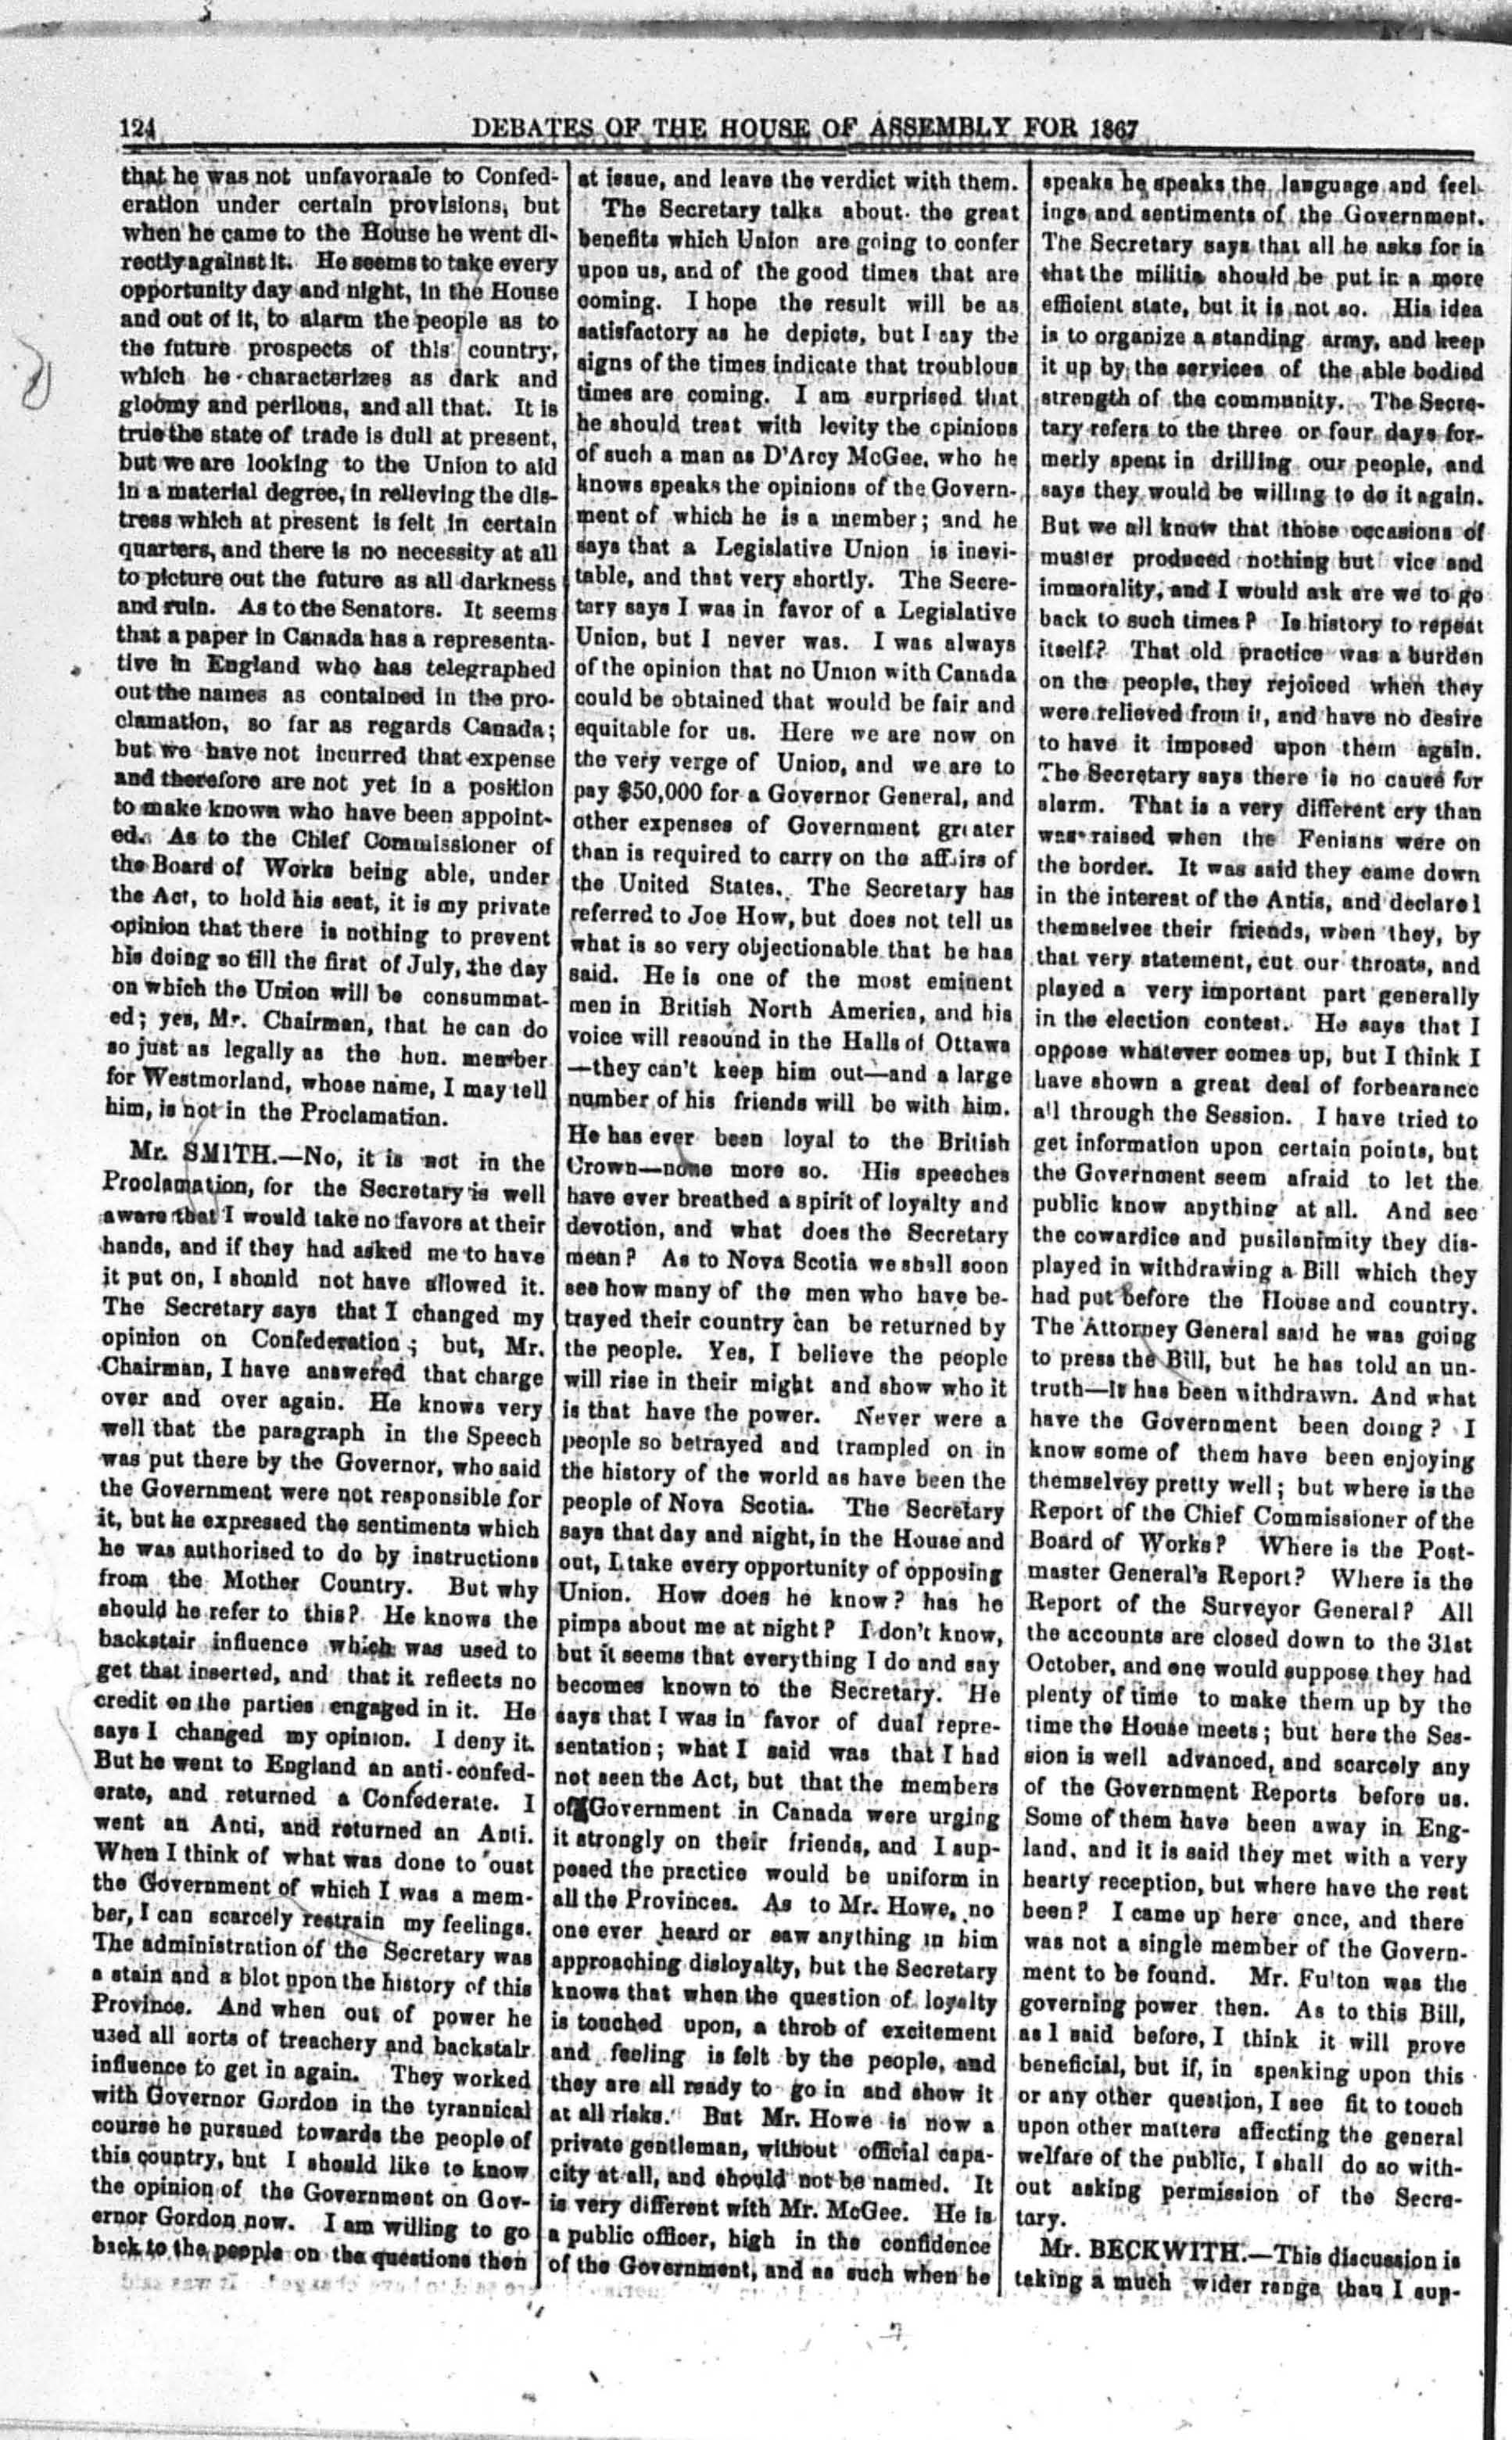 124
DEBATES OF THE HOUSE OF ASSEMBLY FOR 1867
that he was not unfavoraale to Confed-
eration under certain provisions, but
when he came to the House he went di-
rectly against it. He seems to take every
opportunity day and night, in the House
and out of it, to alarm the people as to
the future prospects of this country,
which he characterizes as dark and
gloomy and perilous, and all that. It is
true the state of trade is dull at present,
but we are looking to the Union to aid
in a material degree, in relieving the dis-
tress which at present is felt in certain
quarters, and there is no necessity at all
to picture out the future as all darkness
and ruin. As to the Senators. It seems
that a paper in Canada has a representa-
tive in England who has telegraphed
out the names as contained in the pro-
clamation, so far as regards Canada;
but we have not incurred that expense
and therefore are not yet in a position
to make known who have been appoint-
ed. As to the Chief Commissioner of
the Board of Works being able, under
the Act, to hold his seat, it is my private
opinion that there is nothing to prevent
his doing so till the first of July, the day
on which the Union will be consummat-
ed; yes, Mr. Chairman, that he can do
so just as legally as the hun. member
for Westmorland, whose name, I may tell
him, is not in the Proclamation.
Mr. SMITH.—No, it is not in the
Proclamation, for the Secretary is well
aware that I would take no favors at their
hands, and if they had asked me to have
it put on, I should not have allowed it.
The Secretary says that I changed my
opinion on Confederation; but, Mr.
Chairman, I have answered that charge
over and over again. He knows very
well that the paragraph in the Speech
was put there by the Governor, who said
the Government were not responsible for
it, but he expressed the sentiments which
he was authorised to do by instructions
from the Mother Country. But why
should he refer to this? He knows the
backstair influence which was used to
get that inserted, and that it reflects no
credit on the parties engaged in it. He
says I changed my opinion. I deny it.
But he went to England an anti-confed-
erate, and returned a Confederate. I
went an Anti, and returned an Anti.
When I think of what was done to oust
the Government of which I was a mem-
ber, I can scarcely restrain my feelings.
The administration of the Secretary was
a stain and a blot upon the history of this
Province. And when out of power he
used all sorts of treachery and backstair
influence to get in again. They worked
with Governor Gordon in the tyrannical
course he pursued towards the people of
this country, but I should like to know
the opinion of the Government on Gov-
ernor Gordon now. I am willing to go
back to the people on the questions then
at issue, and leave the verdict with them.
The Secretary talks about the great
benefits which Union are going to confer
upon us, and of the good times that are
coming. I hope the result will be as
satisfactory as he depicts, but I say the
signs of the times indicate that troublous
times are coming. I am surprised that
he should treat with levity the opinions
of such a man as D'Arcy McGee, who he
knows speaks the opinions of the Govern-
ment of which he is a member; and he
says that a Legislative Union is inevi-
table, and that very shortly. The Secre-
tary says I was in favor of a Legislative
Union, but I never was. I was always
of the opinion that no Union with Canada
could be obtained that would be fair and
equitable for us. Here we are now on
the very verge of Union, and we are to
pay $50,000 for a Governor General, and
other expenses of Government greater
than is required to carry on the affairs of
the United States. The Secretary has
referred to Joe How, but does not tell us
what is so very objectionable that he has
said. He is one of the most eminent
men in British North America, and his
voice will resound in the Halls of Ottawa
—they can't keep him out—and a large
number of his friends will be with him.
He has ever been loyal to the British
Crown—none more so. His speeches
have ever breathed a spirit of loyalty and
devotion, and what does the Secretary
mean? As to Nova Scotia we shall soon
see how many of the men who have be-
trayed their country can be returned by
the people. Yes, I believe the people
will rise in their might and show who it
is that have the power. Never were a
people so betrayed and trampled on in
the history of the world as have been the
people of Nova Scotia. The Secretary
says that day and night, in the House and
out, I take every opportunity of opposing
Union. How does he know? has he
pimps about me at night? I don't know,
but it seems that everything I do and say
becomes known to the Secretary. He
says that I was in favor of dual repre-
sentation; what I said was that I had
not seen the Act, but that the members
of Government in Canada were urging
it strongly on their friends, and I sup-
posed the practice would be uniform in
all the Provinces. As to Mr. Howe, no
one ever heard or saw anything in him
approaching disloyalty, but the Secretary
knows that when the question of loyalty
is touched upon, a throb of excitement
and feeling is felt by the people, and
they are all ready to go in and show it
at all risks. But Mr. Howe is now a
private gentleman, without official capa-
city at all, and should not be named. It
is very different with Mr. McGee. He is
a public officer, high in the confidence
of the Government, and as such when he
speaks he speaks the language and feel-
ings and sentiments of the Government.
The Secretary says that all he asks for is
that the militia should be put in a more
efficient state, but it is not so. His idea
is to organize a standing army, and keep
it up by the services of the able bodied
strength of the community. The Secre-
tary refers to the three or four days for-
merly spent in drilling our people, and
says they would be willing to do it again.
But we all know that those occasions of
muster produced nothing but vice and
immorality, and I would ask are we to go
back to such times? Is history to repeat
itself? That old practice was a burden
on the people, they rejoiced when they
were relieved from it, and have no desire
to have it imposed upon them again.
The Secretary says there is no cause for
alarm. That is a very different cry than
was raised when the Fenians were on
the border. It was said they came down
in the interest of the Antis, and declared
themselves their friends, when they, by
that very statement, cut our throats, and
played a very important part generally
in the election contest. He says that I
oppose whatever comes up, but I think I
have shown a great deal of forbearance
all through the Session. I have tried to
get information upon certain points, but
the Government seem afraid to let the
public know anything at all. And see
the cowardice and pusilanimity they dis-
played in withdrawing a Bill which they
had put before the House and country.
The Attorney General said he was going
to press the Bill, but he has told an un-
truth—It has been withdrawn. And what
have the Government been doing? I
know some of them have been enjoying
themselvey pretty well; but where is the
Report of the Chief Commissioner of the
Board of Works? Where is the Post-
master General's Report? Where is the
Report of the Surveyor General? All
the accounts are closed down to the 31st
October, and one would suppose they had
plenty of time to make them up by the
time the House meets; but here the Ses-
sion is well advanced, and scarcely any
of the Government Reports before us.
Some of them have been away in Eng-
land, and it is said they met with a very
hearty reception, but where have the rest
been? I came up here once, and there
was not a single member of the Govern-
ment to be found. Mr. Fulton was the
governing power then. As to this Bill,
as I said before, I think it will prove
beneficial, but if, in speaking upon this
or any other question, I see fit to touch
upon other matters affecting the general
welfare of the public, I shall do so with-
out asking permission of the Secre-
tary.
Mr. BECKWITH.—This discussion is
taking a much wider range than I sup-